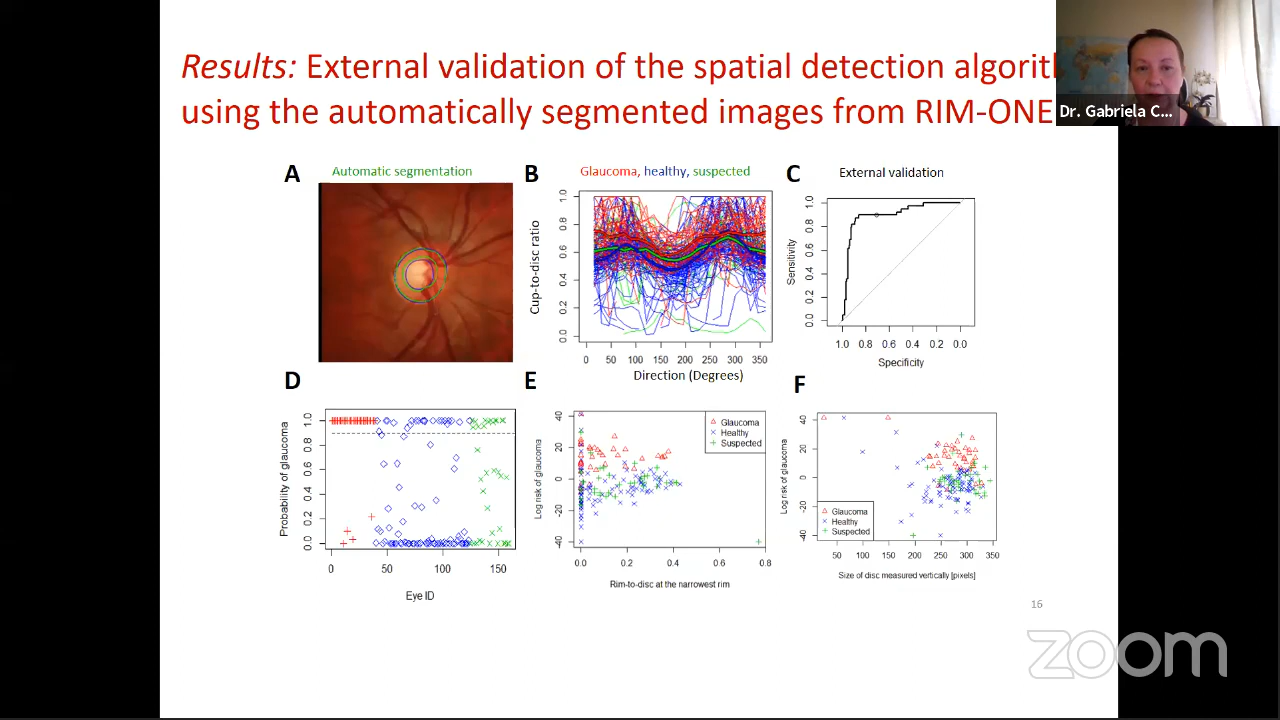 Results: External validation of the spatial detection algorith
using the automatically segmented images from RIM-ONE
Dr. Gabriela C...
A
Automatic segmentation
B
Glaucoma, healthy, suspected
Cup-to-disc ratio
0.0 0.2 0.4 0.6 0.8 1.0
0 50 100 150 200 250 300 350
Direction (Degrees)
C
External validation
Sensitivity
0.0 0.2 0.4 0.6 0.8 1.0
1.0 0.8 0.6 0.4 0.2 0.0
Specificity
D
Probability of glaucoma
0.0 0.2 0.4 0.6 0.8 1.0
0 50 100 150
Eye ID
E
Log risk of glaucoma
-40 -20 0 20 40
Glaucoma
Healthy
Suspected
0.0 0.2 0.4 0.6 0.8
Rim-to-disc at the narrowest rim
F
Log risk of glaucoma
-40 -20 0 20 40
Glaucoma
Healthy
Suspected
50 100 150 200 250 300 350
Size of disc measured vertically [pixels]
16
zoom